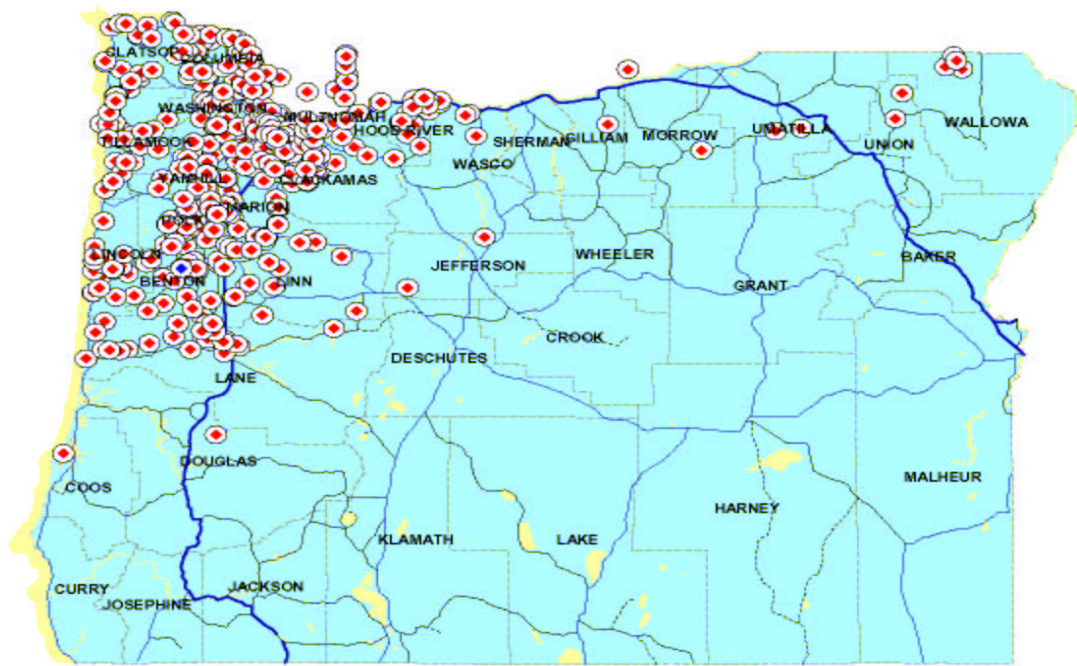 CLATSOP
COLUMBIA
WASHINGTON
MULTNOMAH
HOOD RIVER
TILLAMOOK
SHERMAN
GILLIAM
MORROW
UMATILLA
WALLOWA
UNION
WASCO
YAMHILL
CLACKAMAS
POLK
MARION
LINCOLN
JEFFERSON
WHEELER
BAKER
BENTON
LINN
GRANT
CROOK
DESCHUTES
LANE
DOUGLAS
COOS
MALHEUR
HARNEY
KLAMATH
LAKE
CURRY
JACKSON
JOSEPHINE